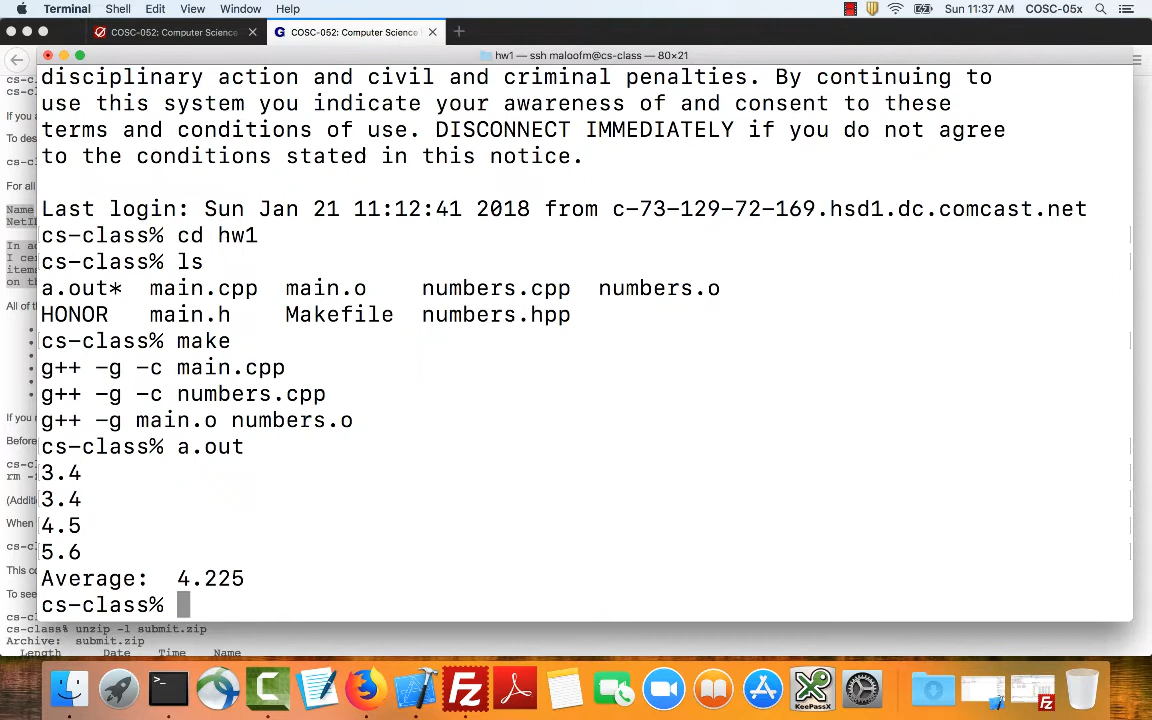 Terminal Shell Edit View Window Help Sun 11:37 AM COSC-05x
COSC-052: Computer Science COSC-052: Computer Science
hw1 — ssh maloofm@cs-class — 80×21
disciplinary action and civil and criminal penalties. By continuing to
use this system you indicate your awareness of and consent to these
terms and conditions of use. DISCONNECT IMMEDIATELY if you do not agree
to the conditions stated in this notice.
Last login: Sun Jan 21 11:12:41 2018 from c-73-129-72-169.hsd1.dc.comcast.net
cs-class% cd hw1
cs-class% ls
a.out* main.cpp main.o numbers.cpp numbers.o
HONOR main.h Makefile numbers.hpp
cs-class% make
g++ -g -c main.cpp
g++ -g -c numbers.cpp
g++ -g main.o numbers.o
cs-class% a.out
3.4
3.4
4.5
5.6
Average: 4.225
cs-class%
cs-class% unzip -l submit.zip
Archive: submit.zip
Length Date Time Name
KeePassX